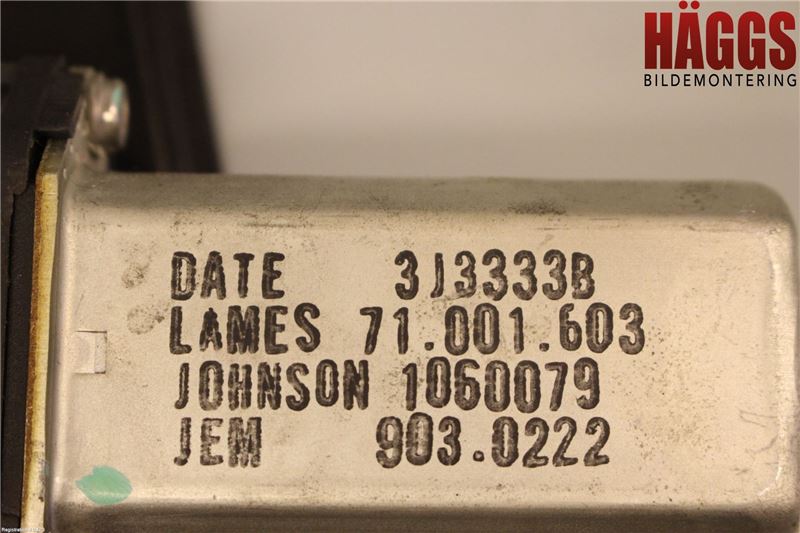 HÄGGS
BILDEMONTERING
DATE 3J3333B
LAMES 71.001.603
JOHNSON 1060079
JEM 903.0222